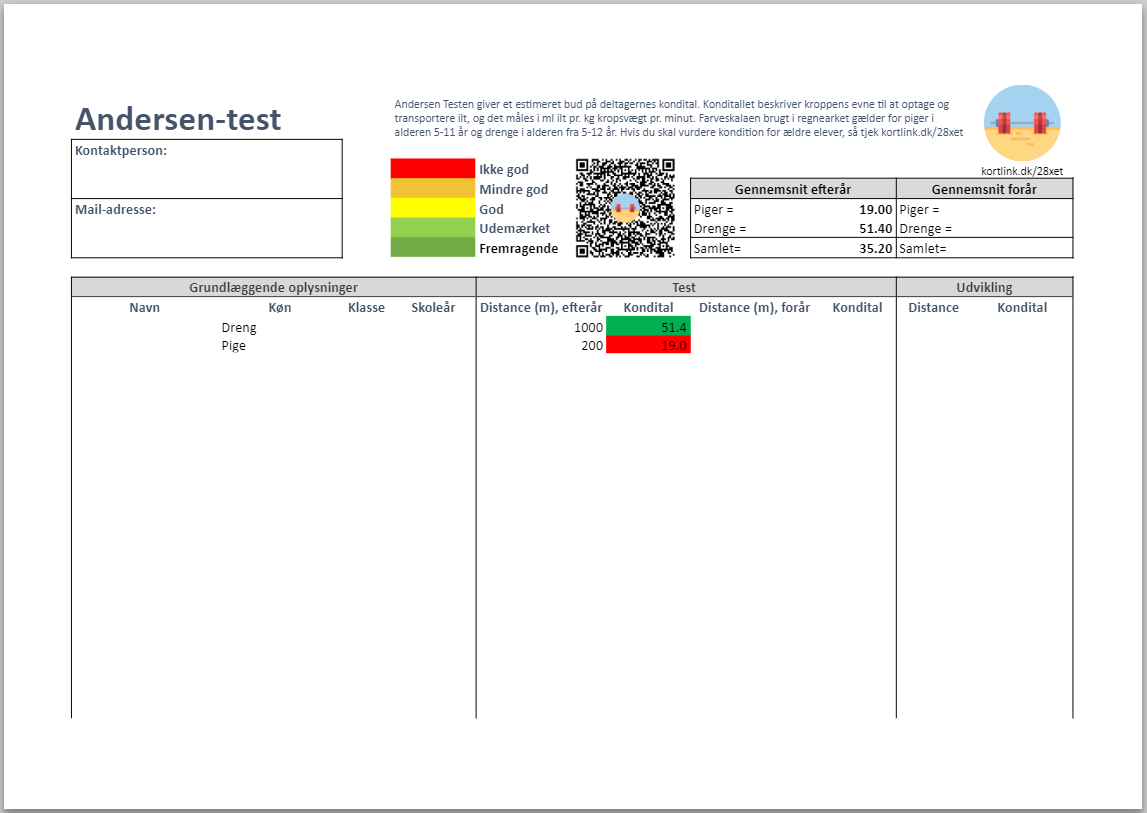 Andersen-test
Kontaktperson:
Mail-adresse:
Andersen Testen giver et estimeret bud på deltagernes kondital. Konditallet beskriver kroppens evne til at optage og
transportere ilt, og det måles i ml ilt pr. kg kropsvægt pr. minut. Farveskalaen brugt i regnearket gælder for piger i
alderen 5-11 år og drenge i alderen fra 5-12 år. Hvis du skal vurdere kondition for ældre elever, så tjek kortlink.dk/28xet
Ikke god
Mindre god
God
Udemærket
Fremragende
kortlink.dk/28xet
Gennemsnit efterår Gennemsnit forår
Piger = 19.00 Piger =
Drenge = 51.40 Drenge =
Samlet= 35.20 Samlet=
Grundlæggende oplysninger Test Udvikling
Navn Køn Klasse Skoleår Distance (m), efterår Kondital Distance (m), forår Kondital Distance Kondital
Dreng 1000 51.4
Pige 200 19.0